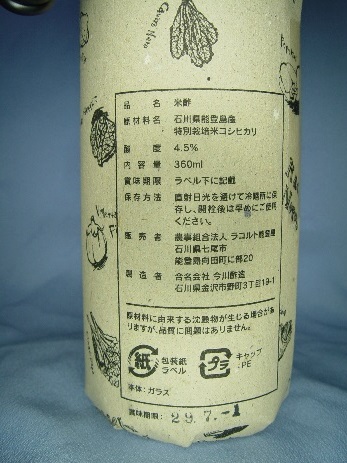 品名 米酢
原材料名 石川県能登島産
特別栽培米コシヒカリ
酸度 4.5%
内容量 360ml
賞味期限 ラベル下に記載
保存方法 直射日光を避けて冷暗所に保
存し、開栓後は早めにご使用
ください。
販売者 農事組合法人 ラコルト能登島
石川県七尾市
能登島向田町に部20
製造者 合名会社 今川酢造
石川県金沢市野町3丁目19-1
原材料に由来する沈殿物が生じる場合があ
りますが、品質に問題はありません。
紙 包装紙
ラベル
プラ キャップ
:PE
本体:ガラス
賞味期限: 29.7.-1